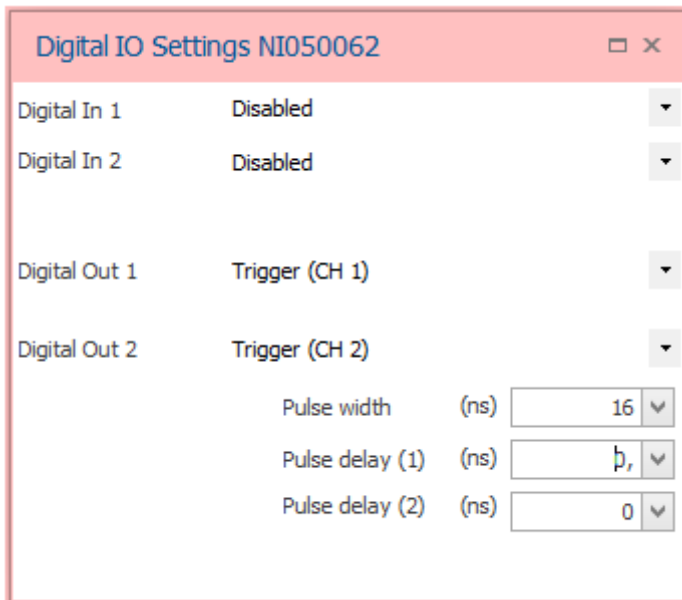 Digital IO Settings NI050062
Digital In 1 Disabled
Digital In 2 Disabled
Digital Out 1 Trigger (CH 1)
Digital Out 2 Trigger (CH 2)
Pulse width (ns) 16
Pulse delay (1) (ns) 0,
Pulse delay (2) (ns) 0